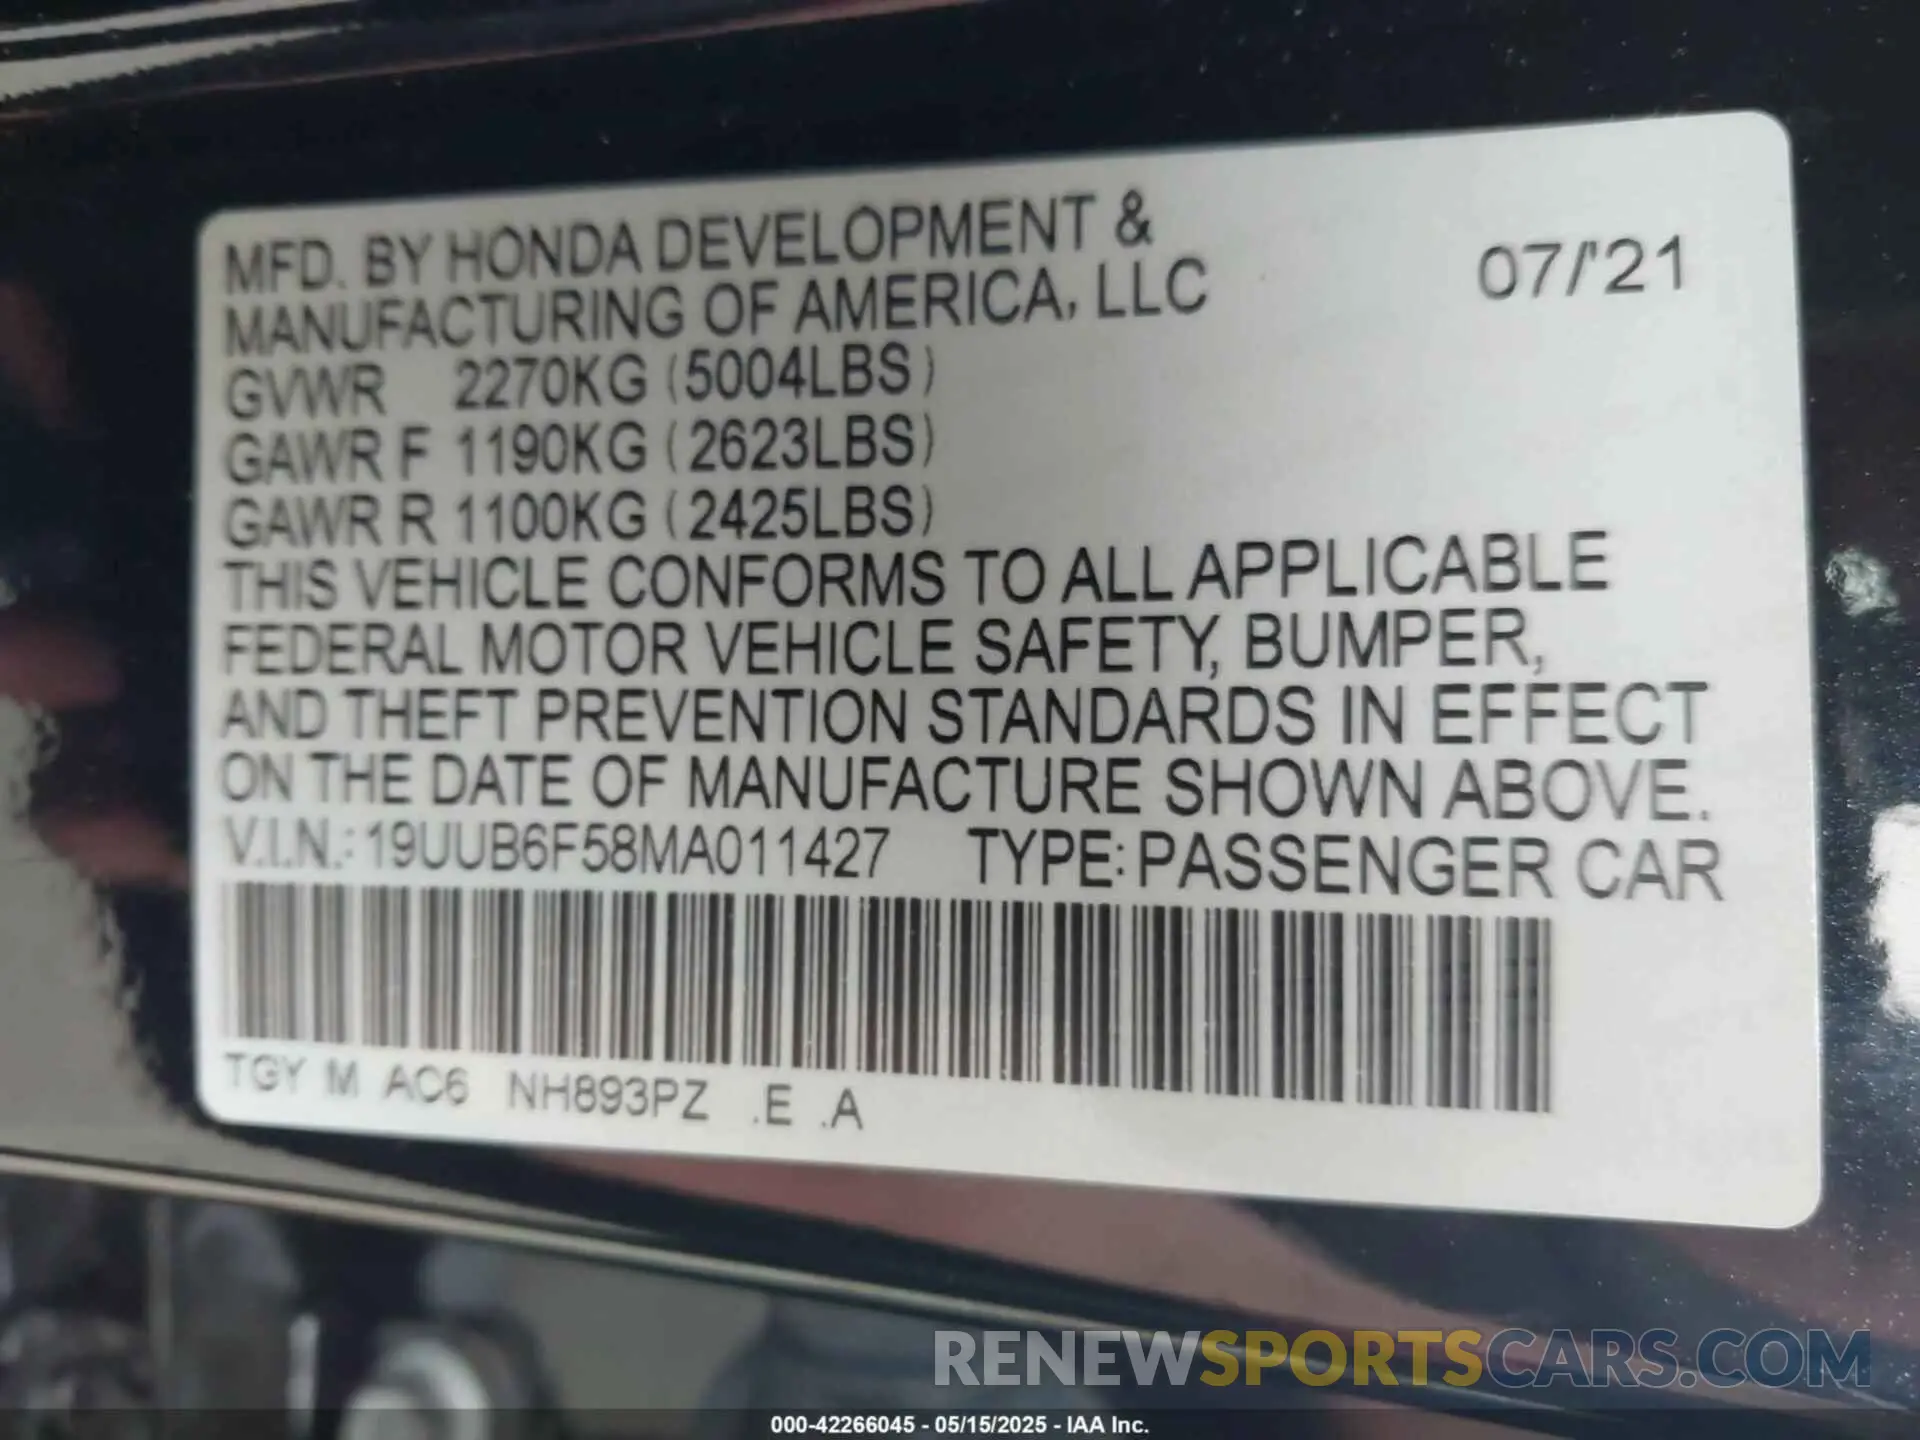 MFD. BY HONDA DEVELOPMENT &
MANUFACTURING OF AMERICA, LLC
07/'21
GVWR 2270KG (5004LBS)
GAWR F 1190KG (2623LBS)
GAWR R 1100KG (2425LBS)
THIS VEHICLE CONFORMS TO ALL APPLICABLE
FEDERAL MOTOR VEHICLE SAFETY, BUMPER,
AND THEFT PREVENTION STANDARDS IN EFFECT
ON THE DATE OF MANUFACTURE SHOWN ABOVE.
V.I.N.: 19UUB6F58MA011427 TYPE: PASSENGER CAR
TGY M AC6 NH893PZ .E .A
RENEWSPORTSCARS.COM
000-42266045 - 05/15/2025 - IAA Inc.